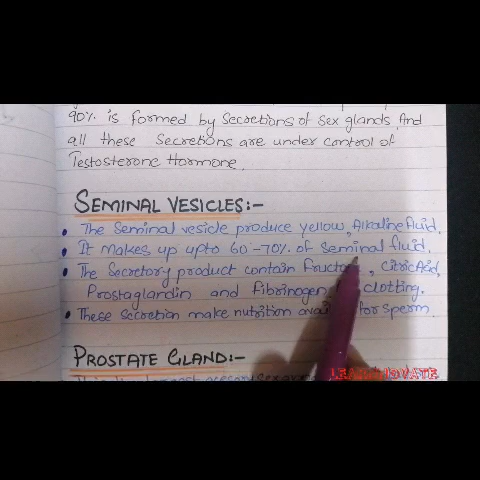 90% is formed by Secretions of Sex glands. And
all these Secretions are under control of
Testosterone Hormone.
SEMINAL VESICLES:-
The Seminal vesicle produce yellow, Alkaline fluid.
It Makes up upto 60-70% of Seminal fluid.
The Secretory product contain , Citric Acid,
Prostaglandin and clotting.
These Secretion make nutrition for sperm.
PROSTATE GLAND:-